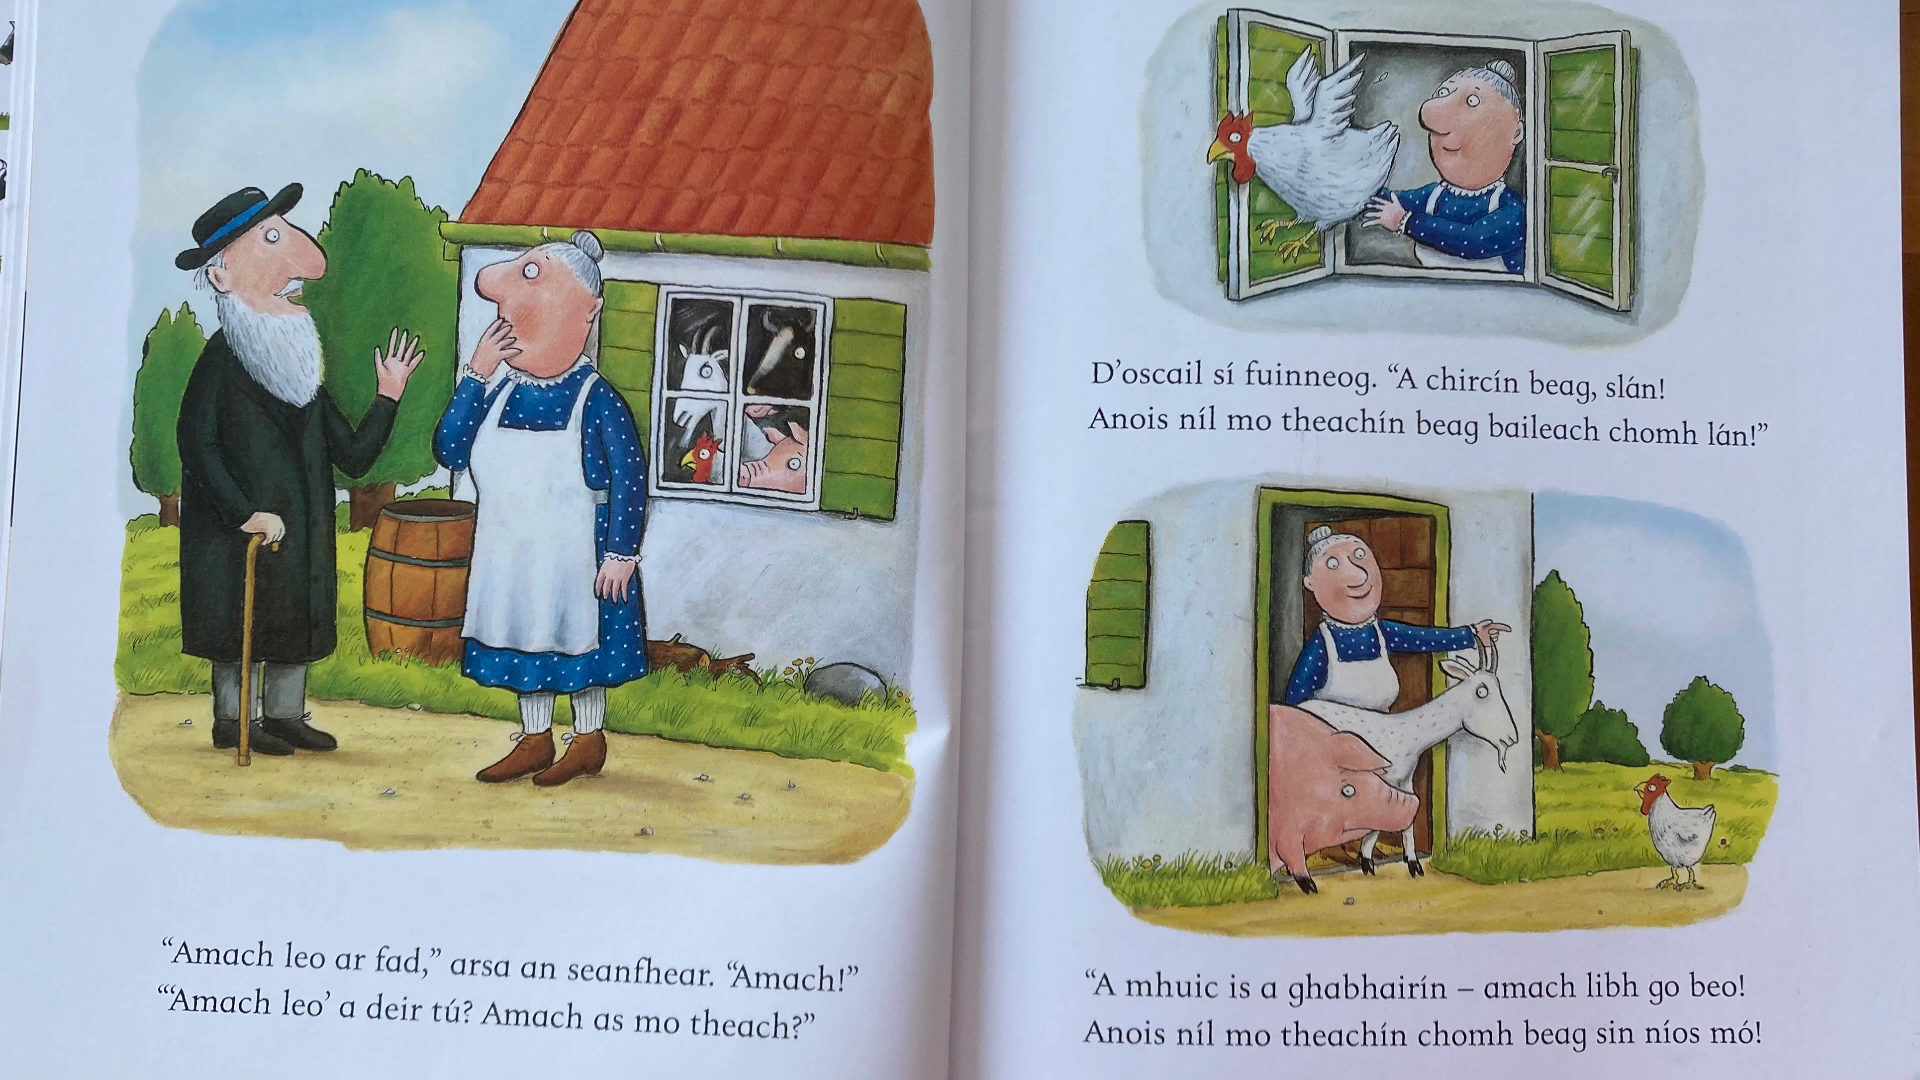 “Amach leo ar fad,” arsa an seanfhear. “Amach!”
“‘Amach leo’ a deir tú? Amach as mo theach?”
D’oscail sí fuinneog. “A chircín beag, slán!
Anois níl mo theachín beag baileach chomh lán!”
“A mhuic is a ghabhairín – amach libh go beo!
Anois níl mo theachín chomh beag sin níos mó!